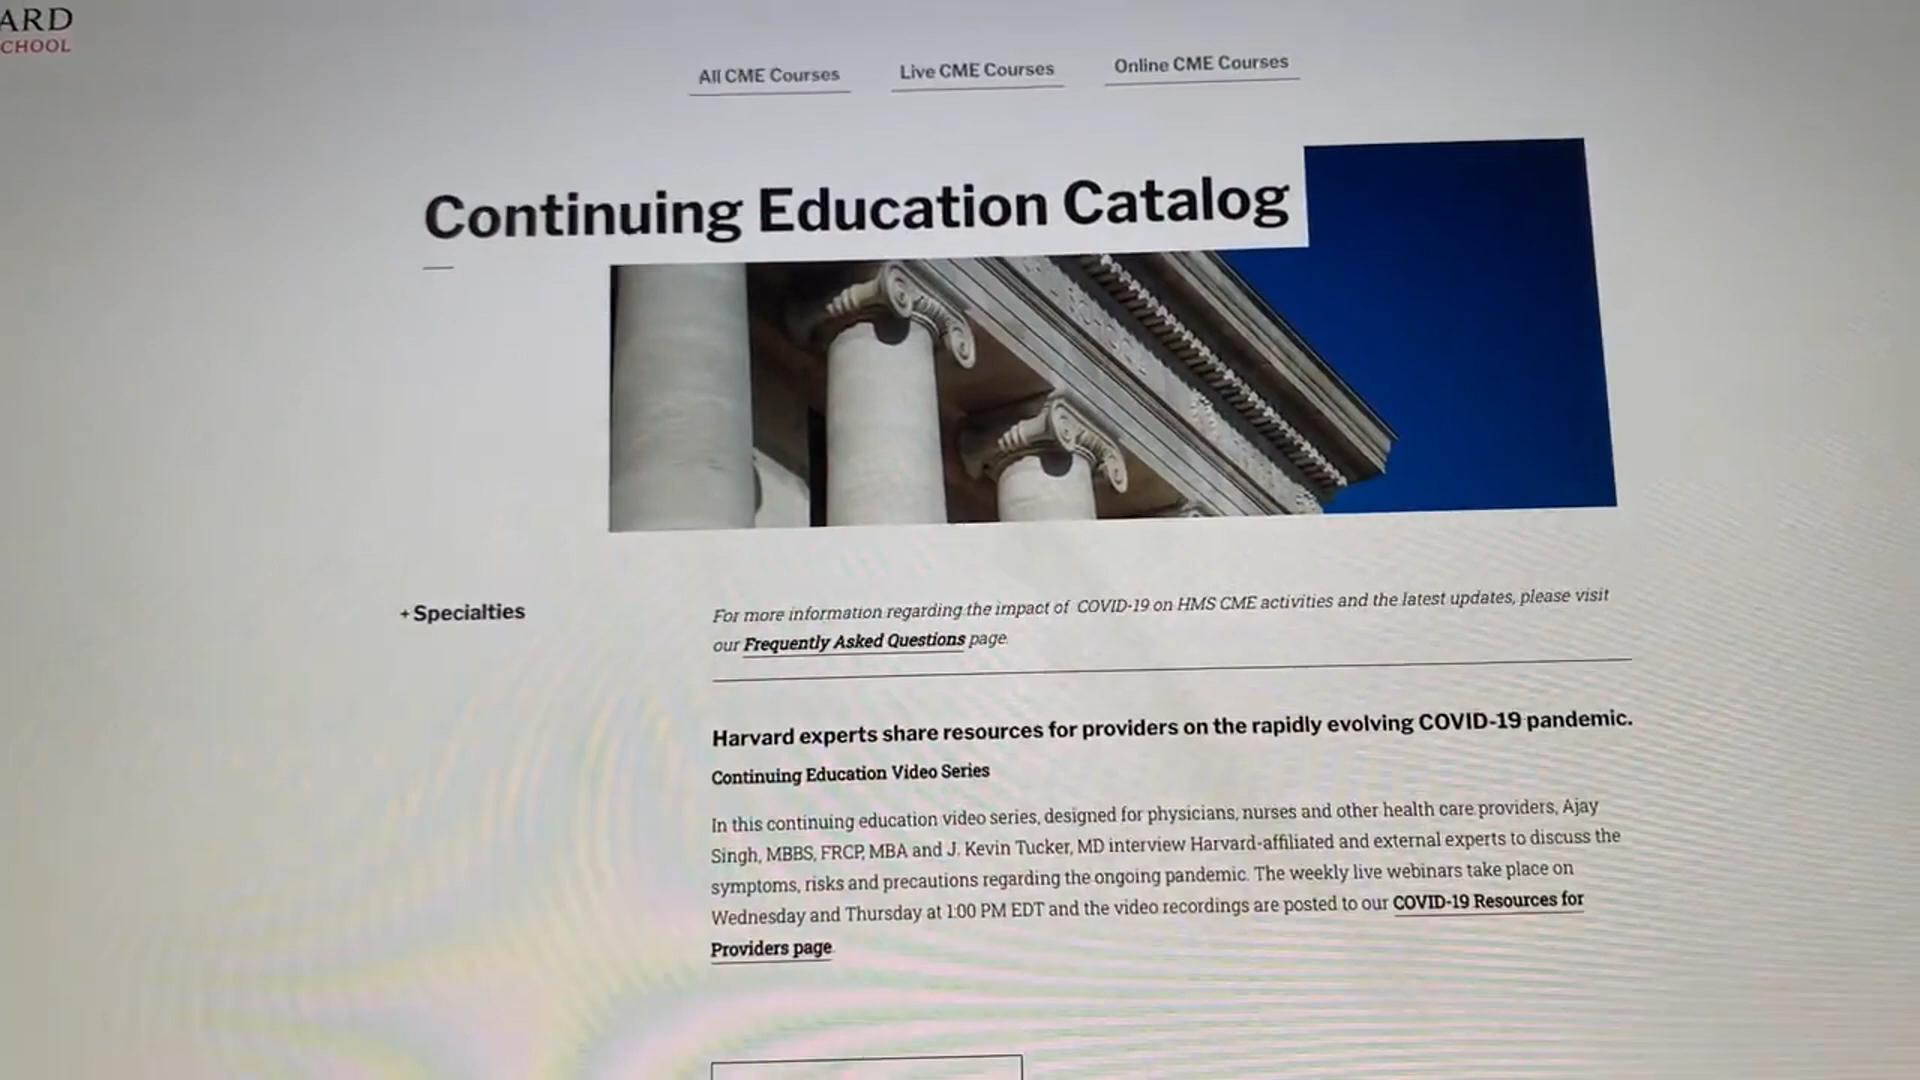 ARD
CHOOL
All CME Courses
Live CME Courses
Online CME Courses
Continuing Education Catalog
+ Specialties
For more information regarding the impact of COVID-19 on HMS CME activities and the latest updates, please visit
our Frequently Asked Questions page.
Harvard experts share resources for providers on the rapidly evolving COVID-19 pandemic.
Continuing Education Video Series
In this continuing education video series, designed for physicians, nurses and other health care providers, Ajay
Singh, MBBS, FRCP, MBA and J. Kevin Tucker, MD interview Harvard-affiliated and external experts to discuss the
symptoms, risks and precautions regarding the ongoing pandemic. The weekly live webinars take place on
Wednesday and Thursday at 1:00 PM EDT and the video recordings are posted to our COVID-19 Resources for
Providers page.